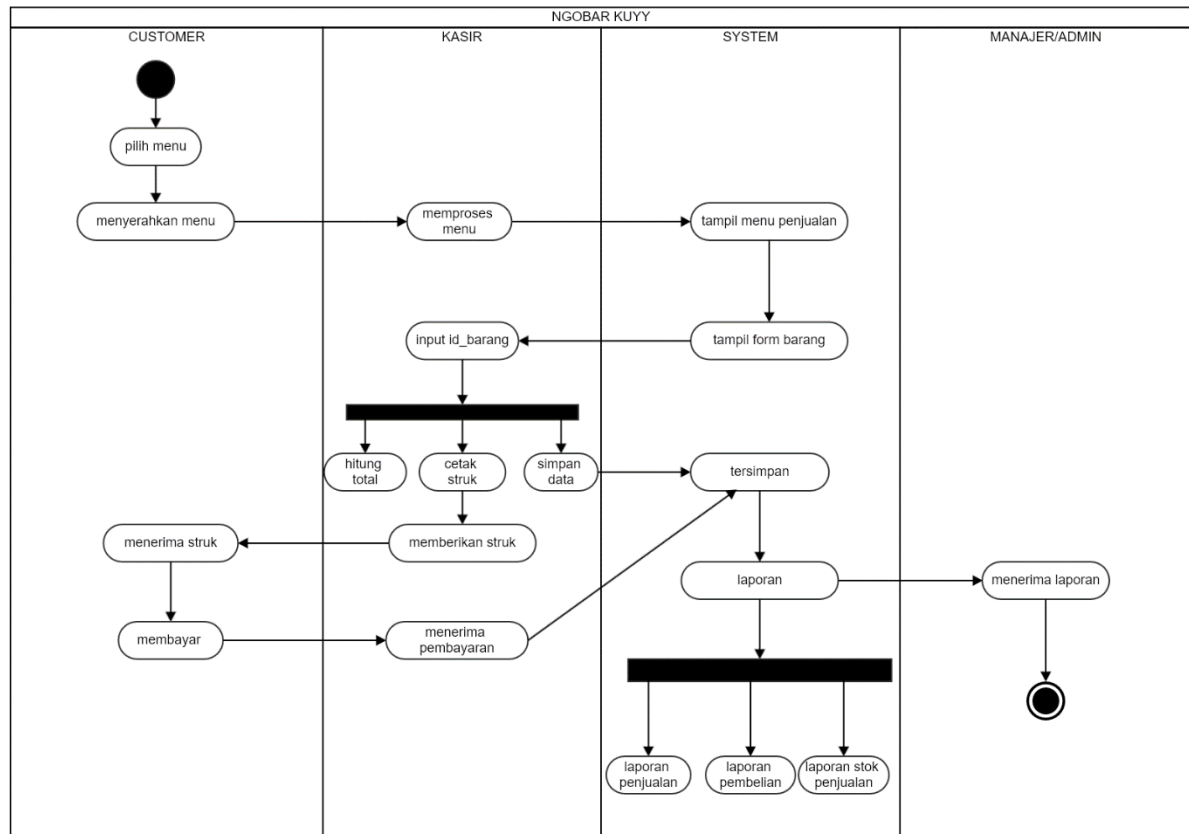 NGOBAR KUYY
CUSTOMER
KASIR
SYSTEM
MANAJER/ADMIN
pilih menu
menyerahkan menu
memproses
menu
tampil menu penjualan
input id_barang
tampil form barang
hitung
total
cetak
struk
simpan
data
tersimpan
menerima struk
memberikan struk
laporan
menerima laporan
membayar
menerima
pembayaran
laporan
penjualan
laporan
pembelian
laporan stok
penjualan